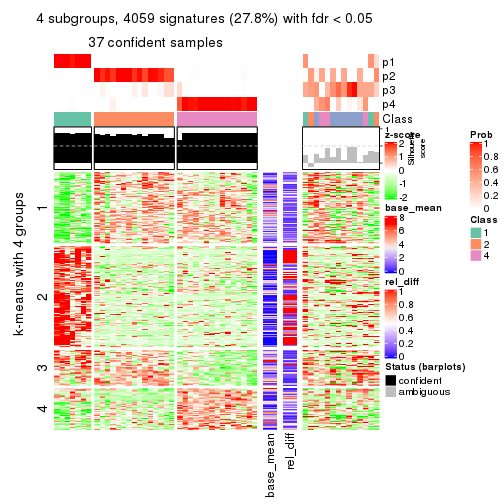 4 subgroups, 4059 signatures (27.8%) with fdr < 0.05
37 confident samples
p1
p2
p3
p4
Class
1
Silhouette
score
k-means with 4 groups
1
2
3
4
base_mean
rel_diff
z-score
2
1
0
-1
-2
base_mean
8
6
4
2
0
rel_diff
1
0.8
0.6
0.4
0.2
0
Status (barplots)
confident
ambiguous
Prob
1
0.8
0.6
0.4
0.2
0
Class
1
2
4